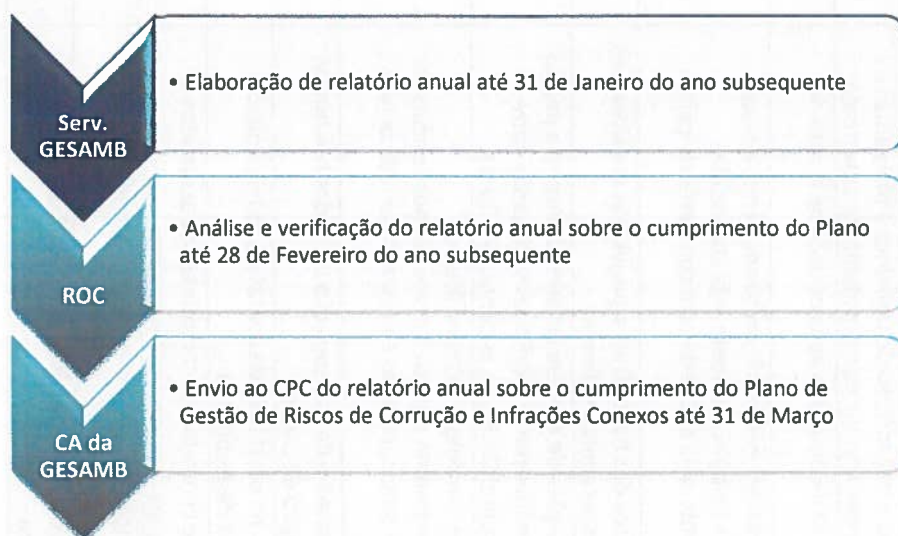 Serv.
GESAMB
• Elaboração de relatório anual até 31 de Janeiro do ano subsequente
ROC
• Análise e verificação do relatório anual sobre o cumprimento do Plano
até 28 de Fevereiro do ano subsequente
CA da
GESAMB
• Envio ao CPC do relatório anual sobre o cumprimento do Plano de
Gestão de Riscos de Corrução e Infrações Conexos até 31 de Março